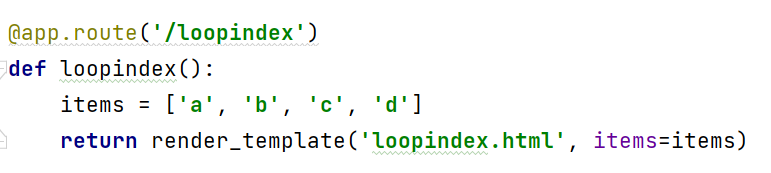 @app.route('/loopindex')
def loopindex():
    items = ['a', 'b', 'c', 'd']
    return render_template('loopindex.html', items=items)